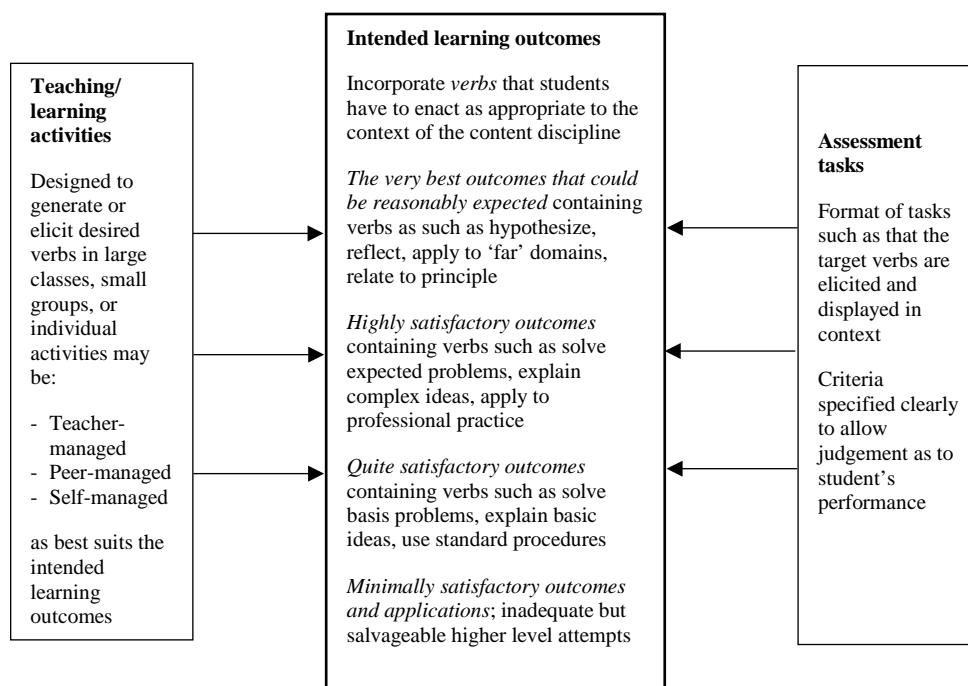 Teaching/
learning
activities
Designed to
generate or
elicit desired
verbs in large
classes, small
groups, or
individual
activities may
be:
- Teacher-
managed
- Peer-managed
- Self-managed
as best suits the
intended
learning
outcomes
Intended learning outcomes
Incorporate verbs that students
have to enact as appropriate to the
context of the content discipline
The very best outcomes that could
be reasonably expected containing
verbs as such as hypothesize,
reflect, apply to ‘far’ domains,
relate to principle
Highly satisfactory outcomes
containing verbs such as solve
expected problems, explain
complex ideas, apply to
professional practice
Quite satisfactory outcomes
containing verbs such as solve
basis problems, explain basic
ideas, use standard procedures
Minimally satisfactory outcomes
and applications; inadequate but
salvageable higher level attempts
Assessment
tasks
Format of tasks
such as that the
target verbs are
elicited and
displayed in
context
Criteria
specified clearly
to allow
judgement as to
student’s
performance